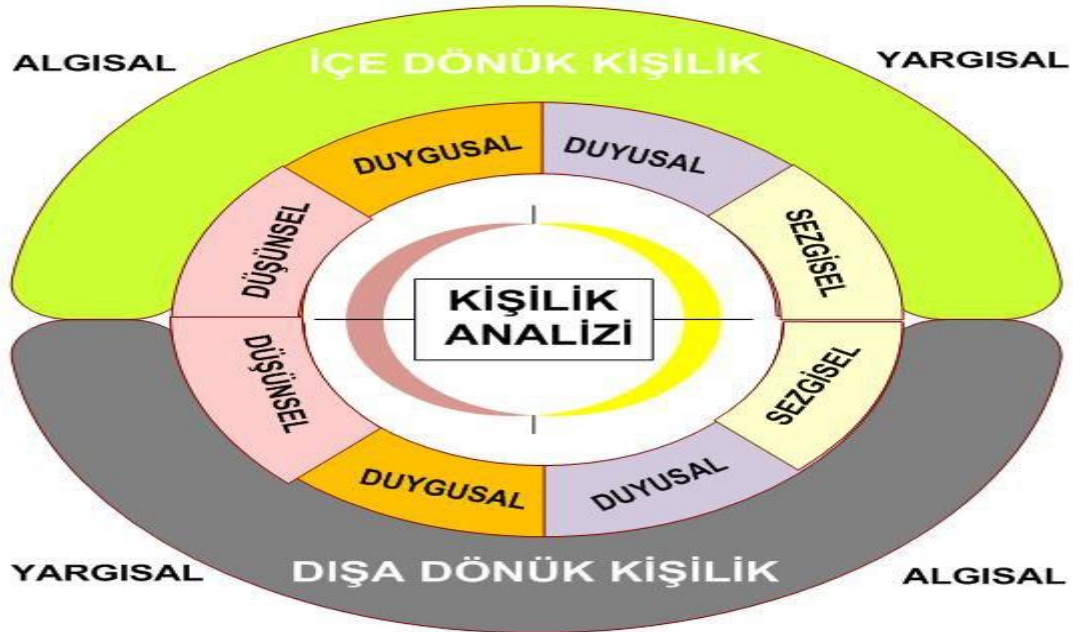 ALGISAL
İÇE DÖNÜK KİŞİLİK
YARGISAL
DUYGUSAL
DUYUSAL
DÜŞÜNSEL
SEZGİSEL
KİŞİLİK
ANALİZİ
DÜŞÜNSEL
SEZGİSEL
DUYGUSAL
DUYUSAL
YARGISAL
DIŞA DÖNÜK KİŞİLİK
ALGISAL